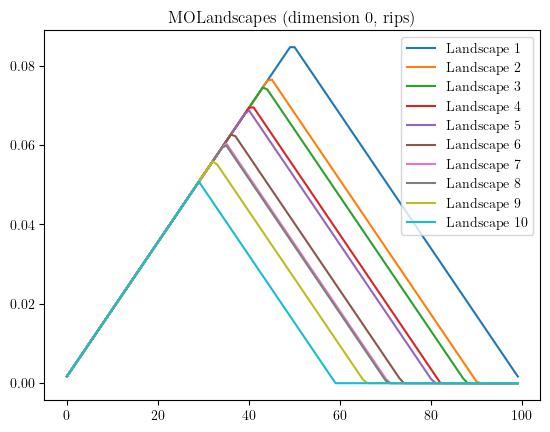 MOLandscapes (dimension 0, rips)
Landscape 1
Landscape 2
Landscape 3
Landscape 4
Landscape 5
Landscape 6
Landscape 7
Landscape 8
Landscape 9
Landscape 10
0.08
0.06
0.04
0.02
0.00
0 20 40 60 80 100